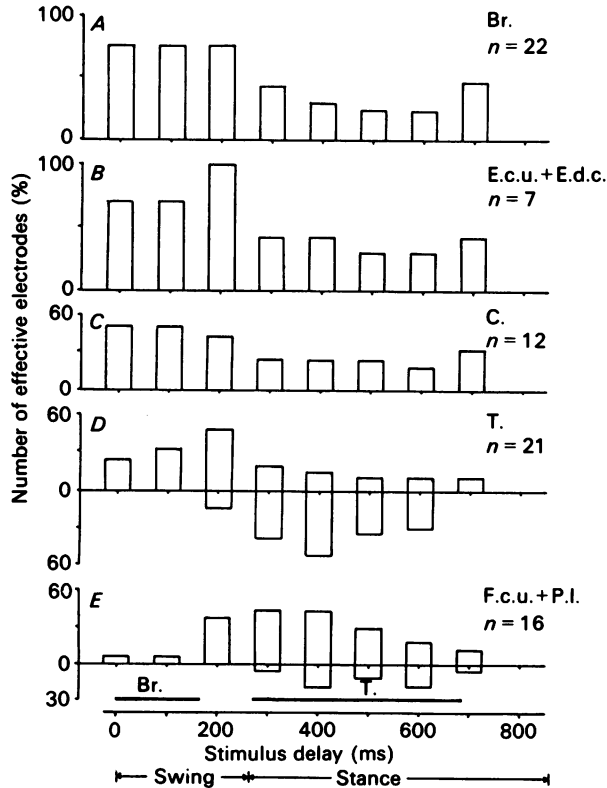 100
A
Br.
n = 22
0
100
B
E.c.u. + E.d.c.
n = 7
0
60
C
C.
n = 12
0
60
D
T.
n = 21
0
60
60
E
F.c.u. + P.l.
n = 16
0
30
Br.
T.
0 200 400 600 800
Stimulus delay (ms)
Swing Stance
Number of effective electrodes (%)